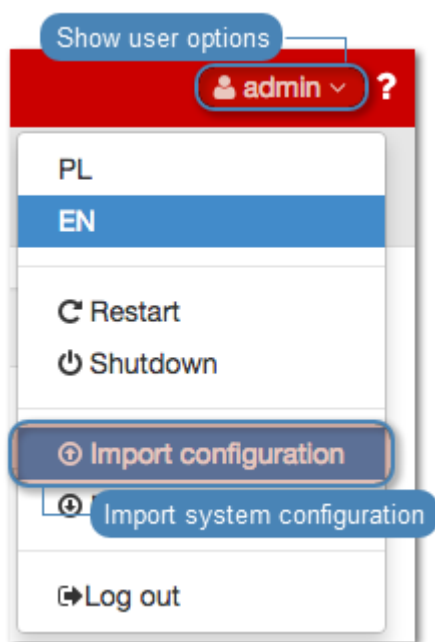 Show user options
admin ?
PL
EN
Restart
Shutdown
Import configuration
Import system configuration
Log out